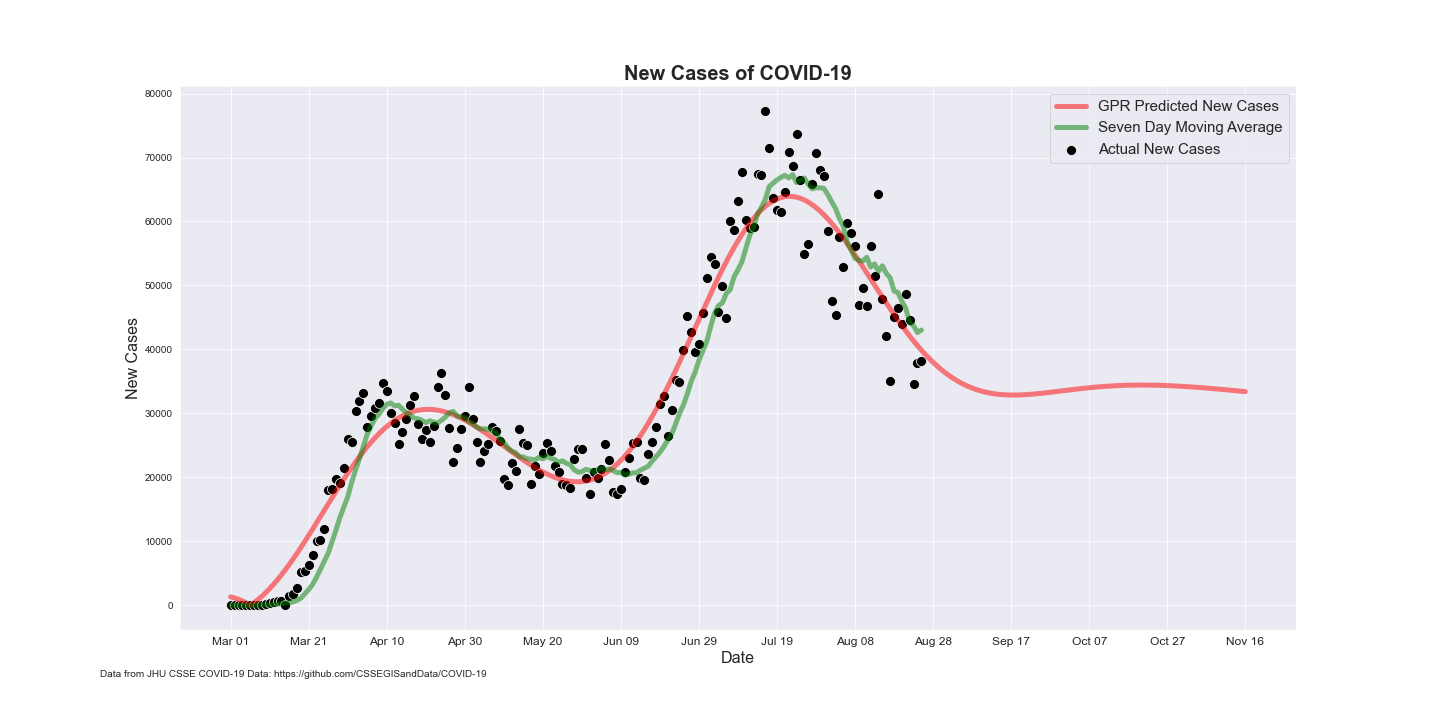 New Cases of COVID-19
GPR Predicted New Cases
Seven Day Moving Average
Actual New Cases
New Cases
80000
70000
60000
50000
40000
30000
20000
10000
0
Mar 01 Mar 21 Apr 10 Apr 30 May 20 Jun 09 Jun 29 Jul 19 Aug 08 Aug 28 Sep 17 Oct 07 Oct 27 Nov 16
Date
Data from JHU CSSE COVID-19 Data: https://github.com/CSSEGISandData/COVID-19